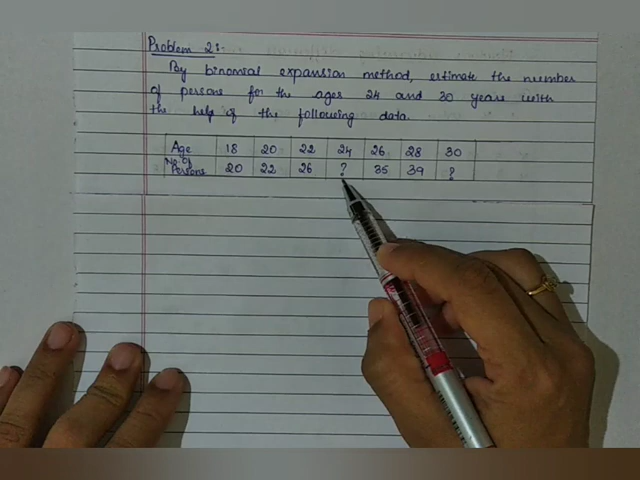 Problem 2:
By binomial expansion method, estimate the number
of persons for the ages 24 and 30 years with
the help of the following data.
Age 18 20 22 24 26 28 30
No. of Persons 20 22 26 ? 35 39 ?